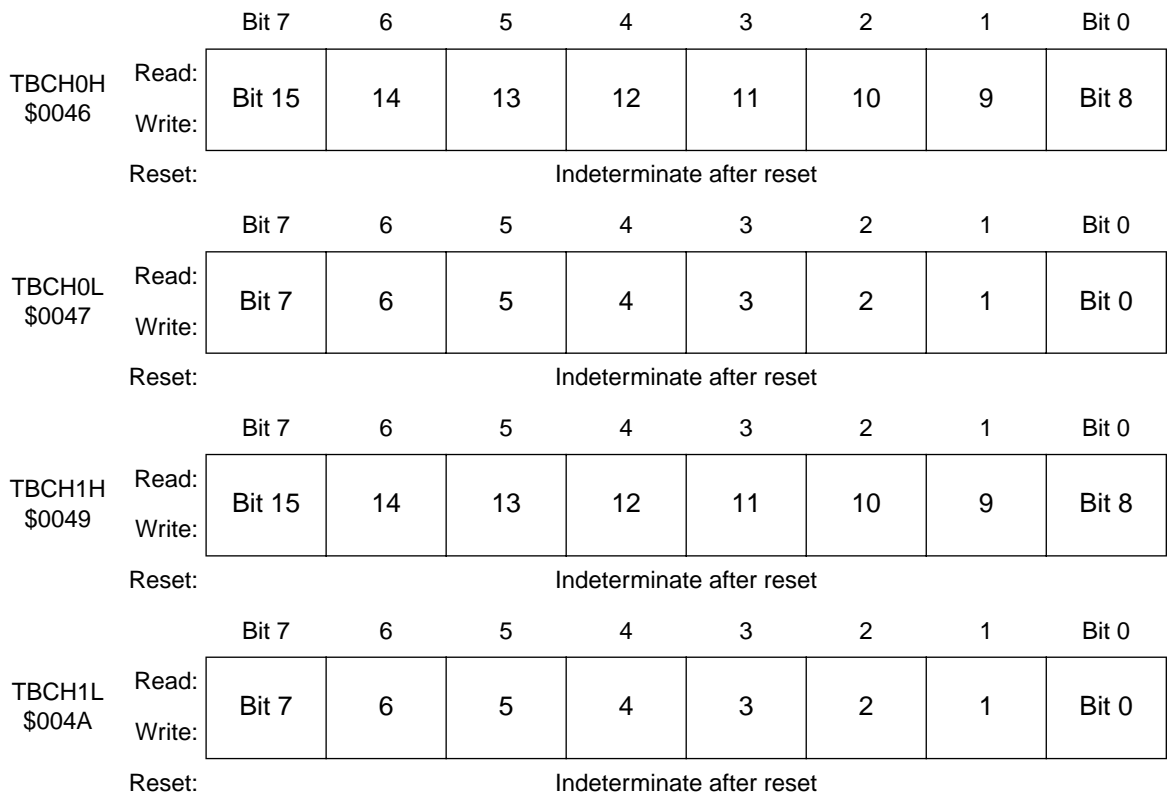 Bit 7 6 5 4 3 2 1 Bit 0
TBCH0H
$0046
Read:
Write:
Bit 15 14 13 12 11 10 9 Bit 8
Reset: Indeterminate after reset
Bit 7 6 5 4 3 2 1 Bit 0
TBCH0L
$0047
Read:
Write:
Bit 7 6 5 4 3 2 1 Bit 0
Reset: Indeterminate after reset
Bit 7 6 5 4 3 2 1 Bit 0
TBCH1H
$0049
Read:
Write:
Bit 15 14 13 12 11 10 9 Bit 8
Reset: Indeterminate after reset
Bit 7 6 5 4 3 2 1 Bit 0
TBCH1L
$004A
Read:
Write:
Bit 7 6 5 4 3 2 1 Bit 0
Reset: Indeterminate after reset